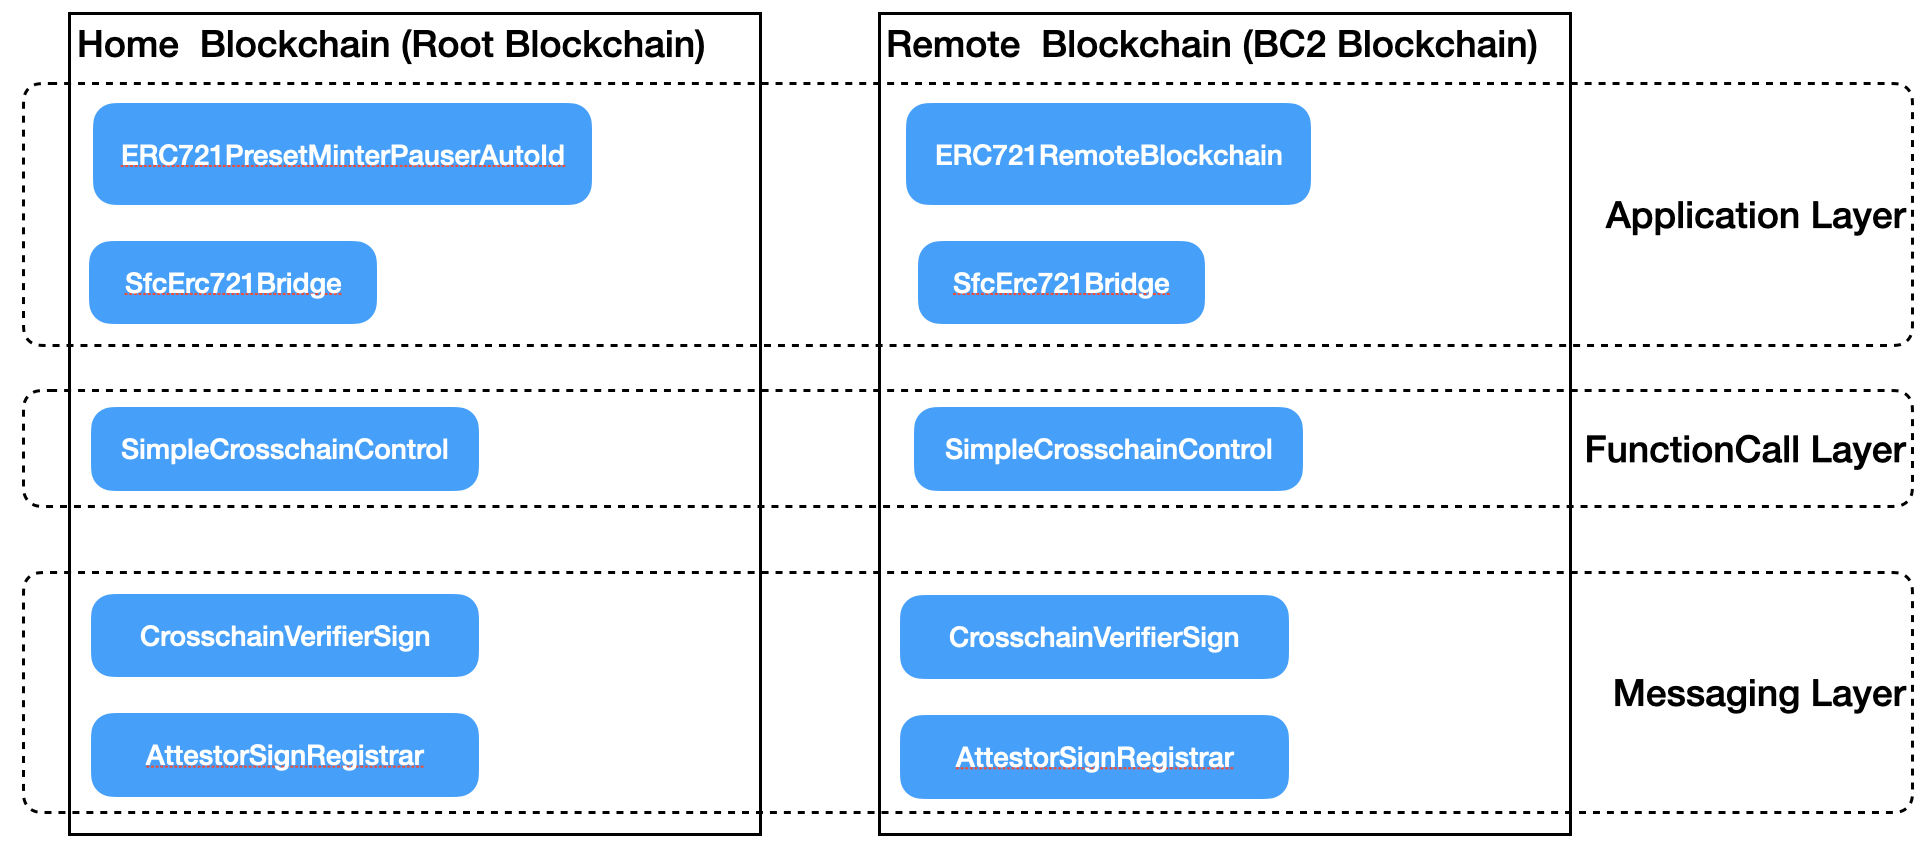 Home  Blockchain (Root Blockchain)
Remote  Blockchain (BC2 Blockchain)
ERC721PresetMinterPauserAutoId
ERC721RemoteBlockchain
Application Layer
SfcErc721Bridge
SfcErc721Bridge
SimpleCrosschainControl
SimpleCrosschainControl
FunctionCall Layer
CrosschainVerifierSign
CrosschainVerifierSign
Messaging Layer
AttestorSignRegistrar
AttestorSignRegistrar